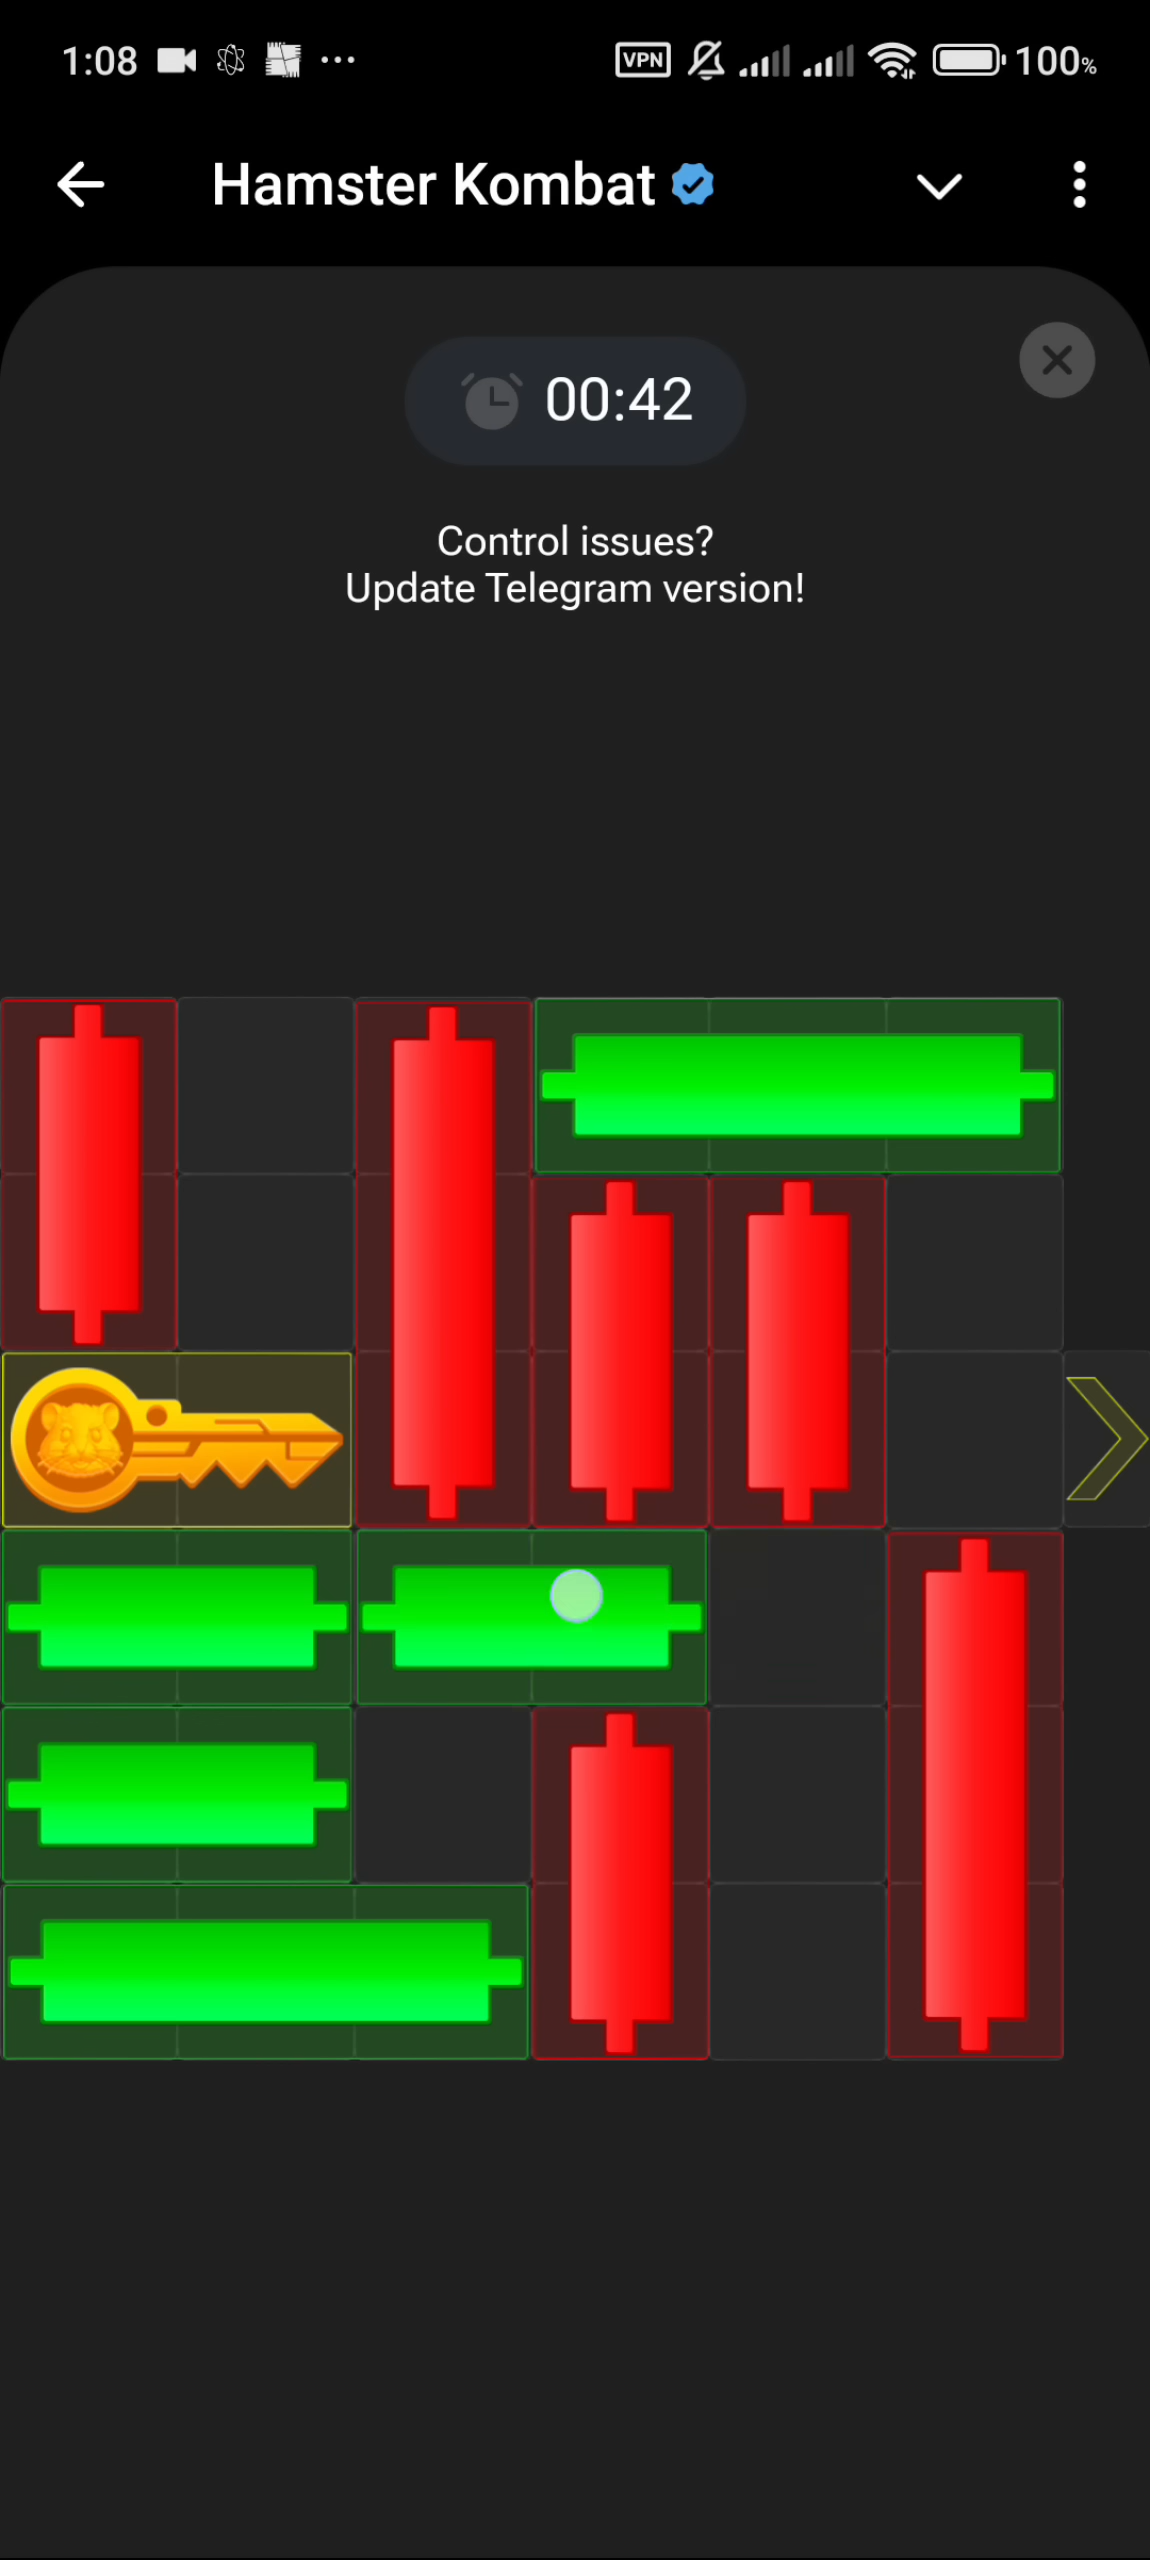 1:08 VPN 100%
Hamster Kombat
00:42
Control issues?
Update Telegram version!